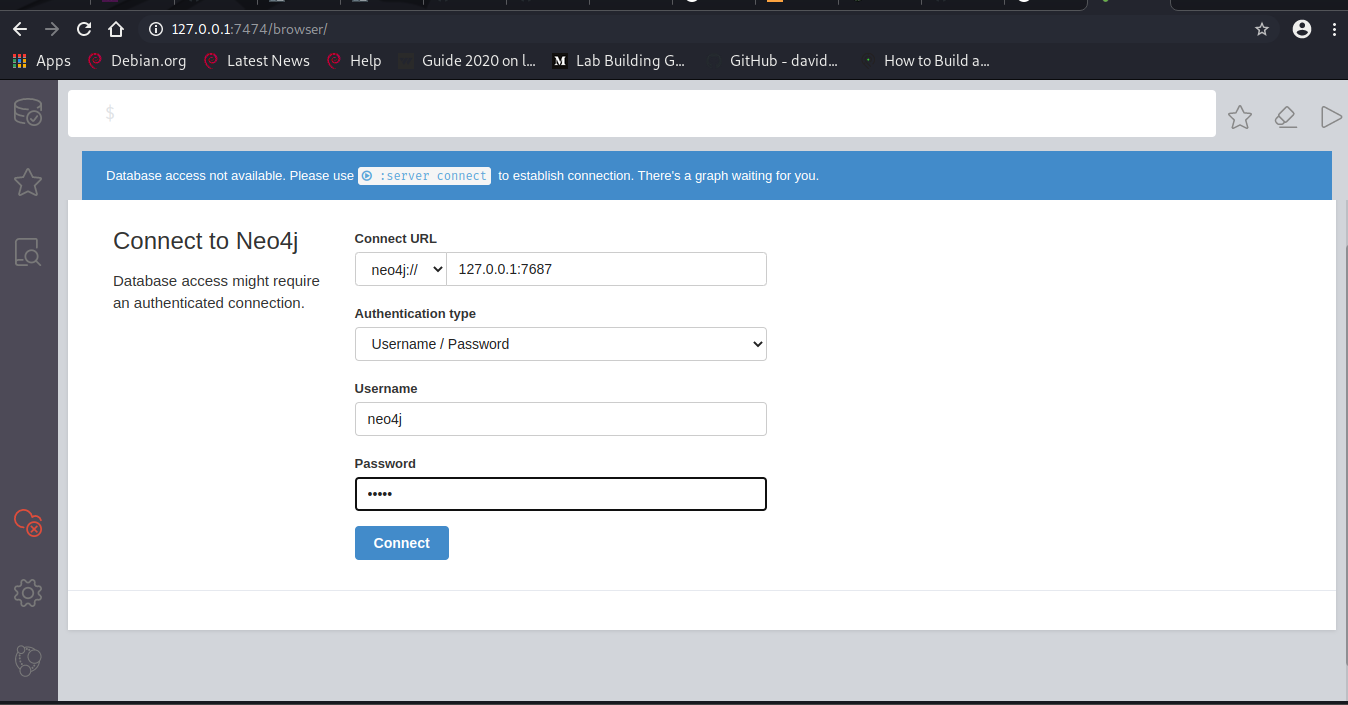 127.0.0.1:7474/browser/
Apps Debian.org Latest News Help Guide 2020 on l... M Lab Building G... GitHub - david... How to Build a...
$
Database access not available. Please use :server connect to establish connection. There's a graph waiting for you.
Connect to Neo4j
Database access might require
an authenticated connection.
Connect URL
neo4j:// 127.0.0.1:7687
Authentication type
Username / Password
Username
neo4j
Password
•••••
Connect